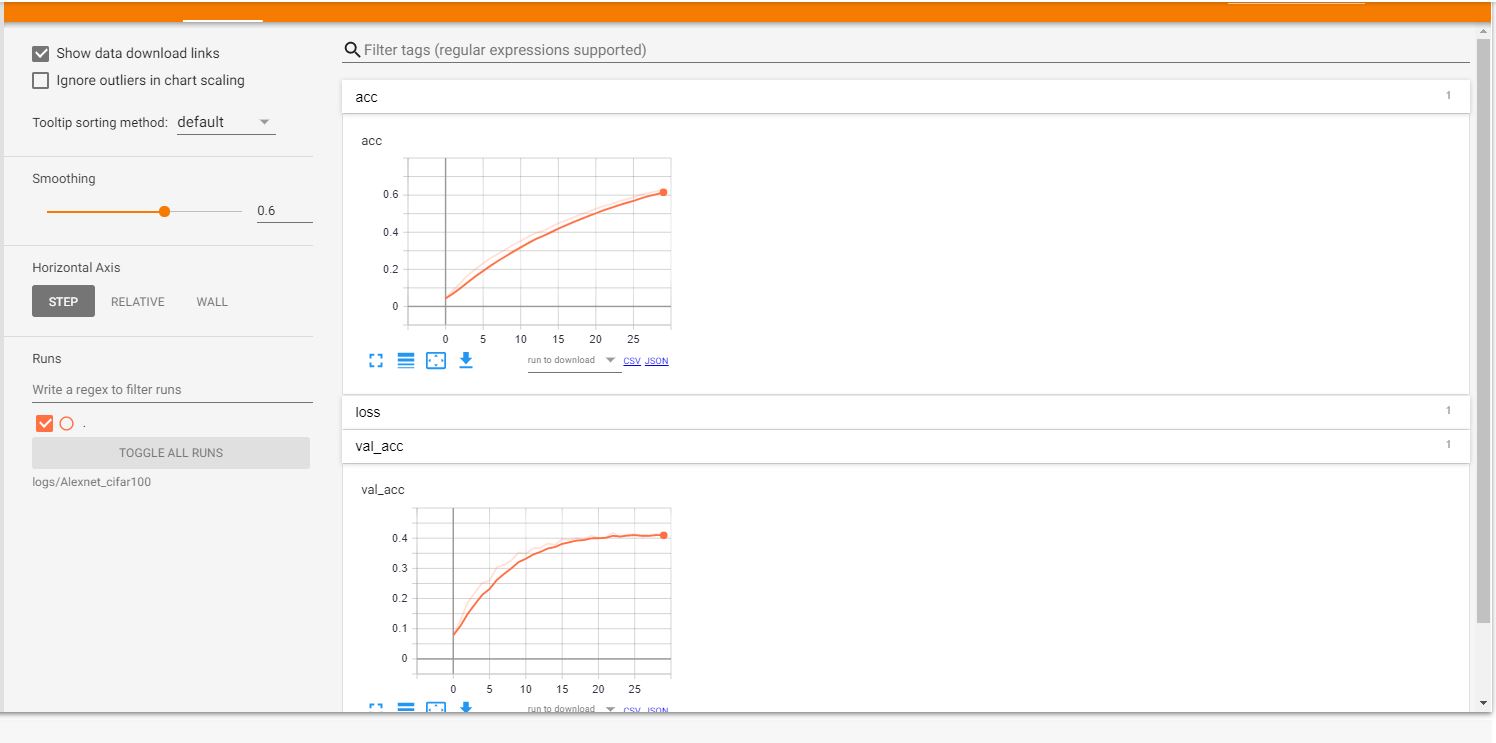 Show data download links
Ignore outliers in chart scaling
Tooltip sorting method: default
Smoothing
0.6
Horizontal Axis
STEP RELATIVE WALL
Runs
Write a regex to filter runs
.
TOGGLE ALL RUNS
logs/Alexnet_cifar100
Filter tags (regular expressions supported)
acc 1
acc
0.6
0.4
0.2
0
0 5 10 15 20 25
run to download CSV JSON
loss 1
val_acc 1
val_acc
0.4
0.3
0.2
0.1
0
0 5 10 15 20 25
run to download CSV JSON